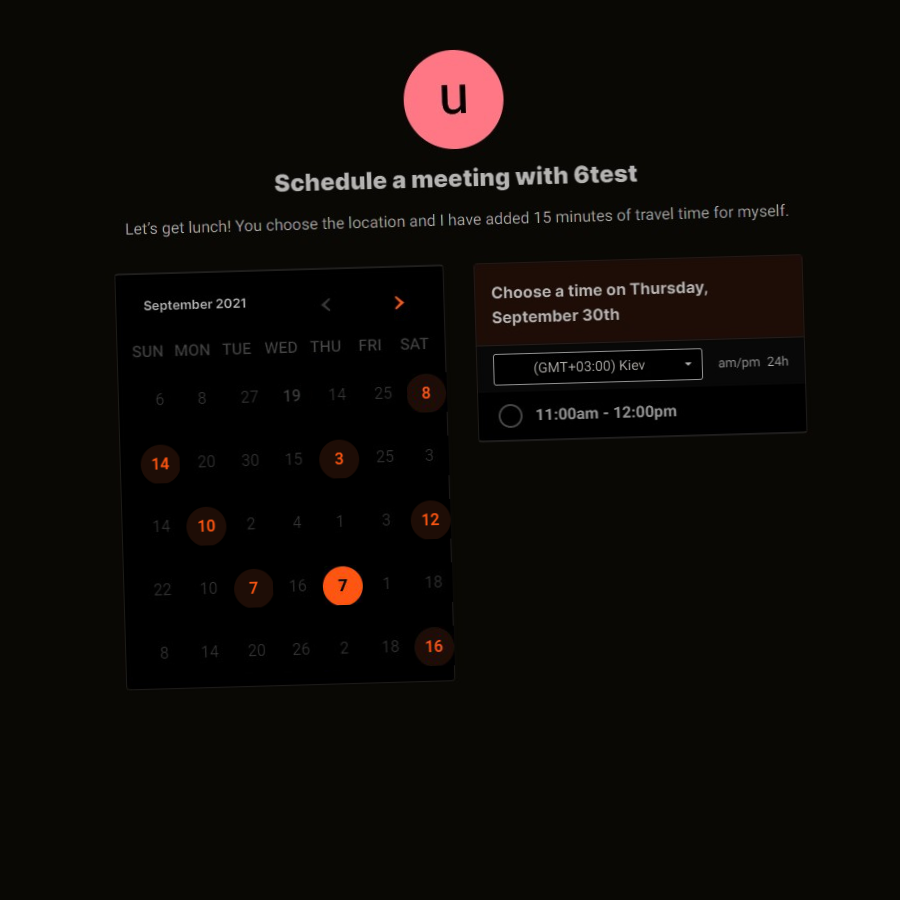 u
Schedule a meeting with 6test
Let's get lunch! You choose the location and I have added 15 minutes of travel time for myself.
September 2021
SUN MON TUE WED THU FRI SAT
6 8 27 19 14 25 8
14 20 30 15 3 25 3
14 10 2 4 1 3 12
22 10 7 16 7 1 18
8 14 20 26 2 18 16
Choose a time on Thursday,
September 30th
(GMT+03:00) Kiev
am/pm 24h
11:00am - 12:00pm